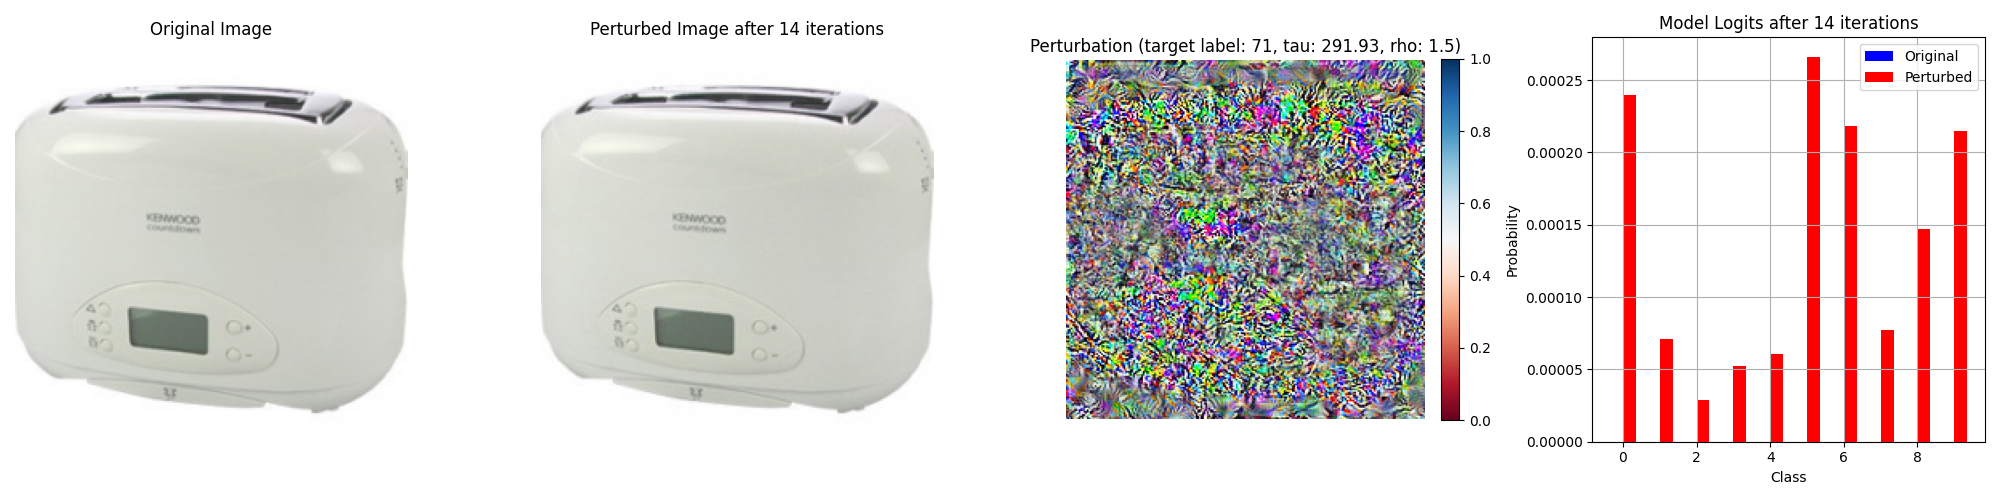 Original Image
KENWOOD
countdown
+
-
Perturbed Image after 14 iterations
KENWOOD
countdown
+
-
Perturbation (target label: 71, tau: 291.93, rho: 1.5)
1.0
0.8
0.6
0.4
0.2
0.0
Model Logits after 14 iterations
Original
Perturbed
Probability
0.00025
0.00020
0.00015
0.00010
0.00005
0.00000
0 2 4 6 8
Class